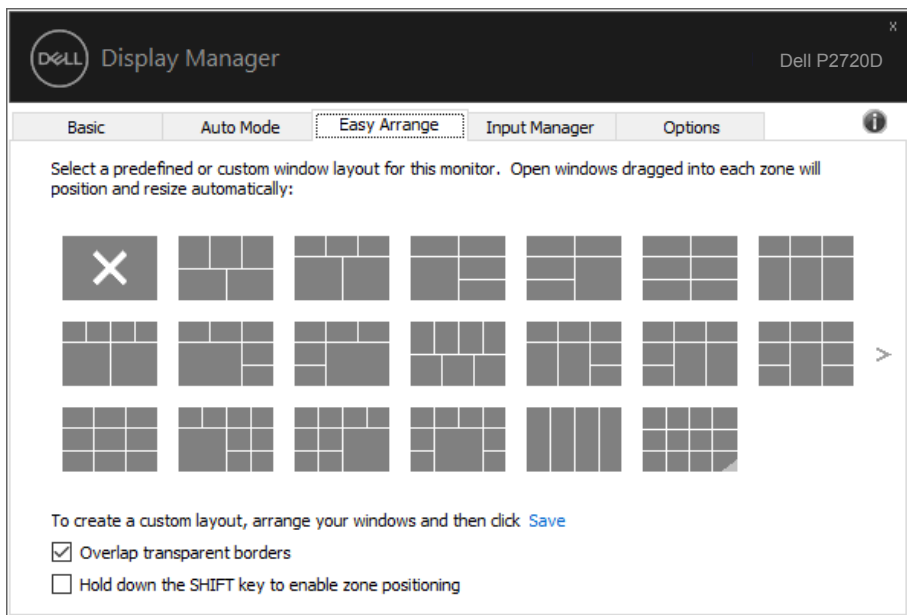 x
DELL Display Manager Dell P2720D
Basic Auto Mode Easy Arrange Input Manager Options
Select a predefined or custom window layout for this monitor. Open windows dragged into each zone will
position and resize automatically:
>
To create a custom layout, arrange your windows and then click Save
Overlap transparent borders
Hold down the SHIFT key to enable zone positioning